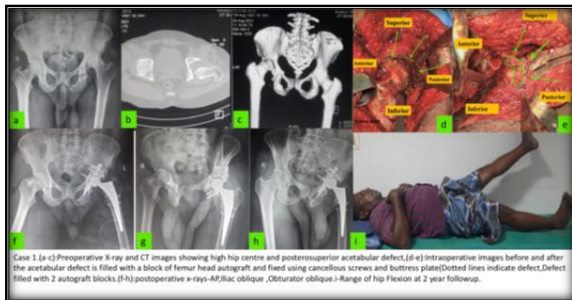 a
b
c
Superior
Anterior
Posterior
Inferior
d
Superior
Anterior
Posterior
Inferior
e
f
g
h
i
Case 1.(a-c):Preoperative X-ray and CT images showing high hip centre and posterosuperior acetabular defect,(d-e):Intraoperative images before and after
the acetabular defect is filled with a block of femur head autograft and fixed using cancellous screws and buttress plate(Dotted lines indicate defect,Defect
filled with 2 autograft blocks.(f-h):postoperative x-rays-AP,Iliac oblique ,Obturator oblique.i-Range of hip Flexion at 2 year followup.